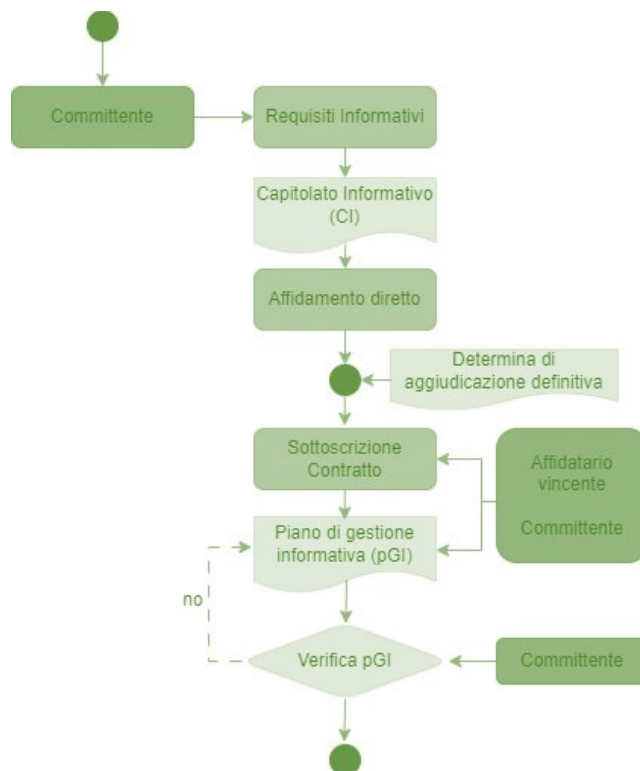 Committente
Requisiti Informativi
Capitolato Informativo
(CI)
Affidamento diretto
Determina di
aggiudicazione definitiva
Sottoscrizione
Contratto
Affidatario
vincente
Committente
Piano di gestione
informativa (pGI)
no
Verifica pGI
Committente